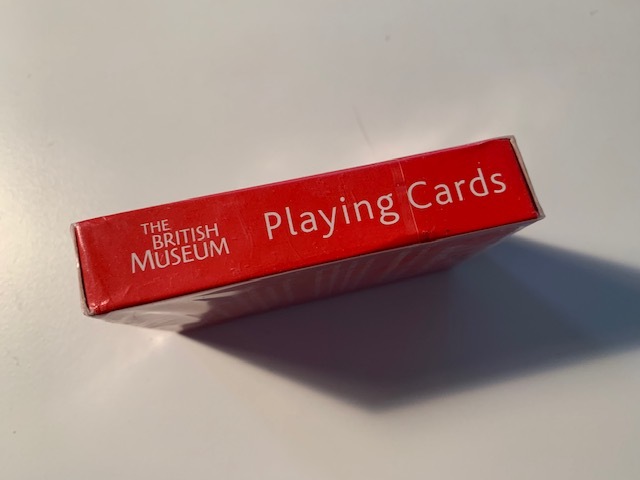 THE
BRITISH
MUSEUM
Playing Cards